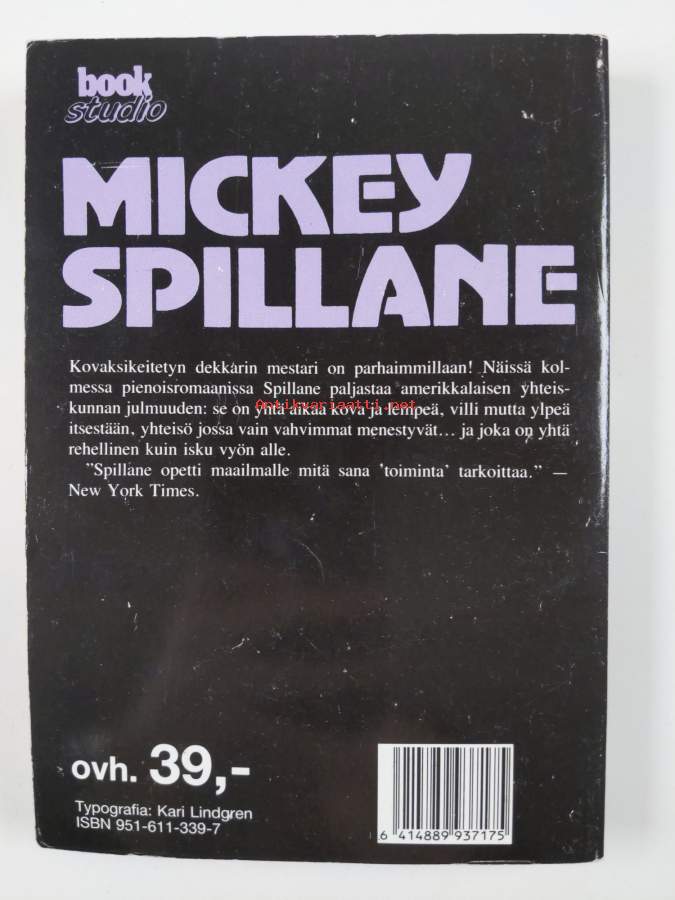 book
studio
MICKEY
SPILLANE
Kovaksikeitetyn dekkarin mestari on parhaimmillaan! Näissä kol-
messa pienoisromaanissa Spillane paljastaa amerikkalaisen yhteis-
kunnan julmuuden: se on yhtä aikaa kova ja lempeä, villi mutta ylpeä
Antikvariaatti.net
itsestään, yhteisö jossa vain vahvimmat menestyvät... ja joka on yhtä
rehellinen kuin isku vyön alle.
"Spillane opetti maailmalle mitä sana 'toiminta' tarkoittaa." —
New York Times.
ovh. 39,-
Typografia: Kari Lindgren
ISBN 951-611-339-7
6 414889 937175